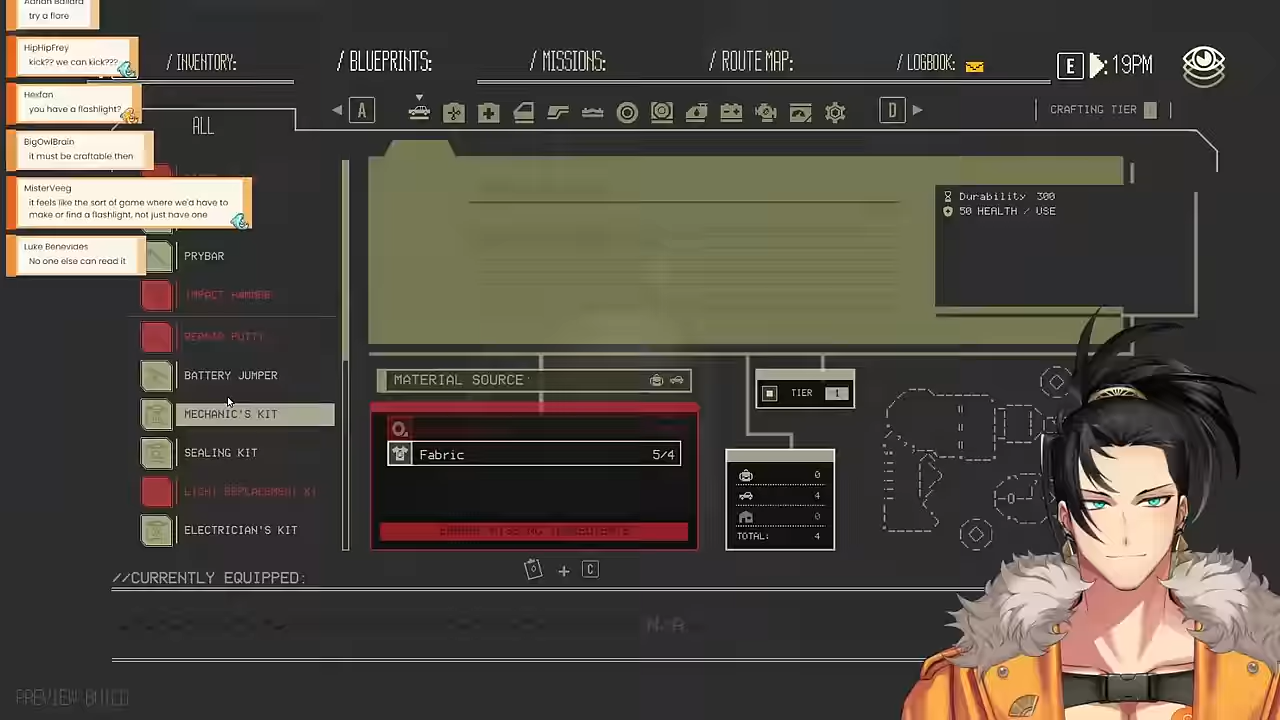 Adrian Ballard
try a flare
HipHipFrey
kick?? we can kick???
Hexfan
you have a flashlight?
BigOwlBrain
it must be craftable then
MisterVeeg
it feels like the sort of game where we'd have to
make or find a flashlight, not just have one
Luke Benevides
No one else can read it
/ INVENTORY:
/ BLUEPRINTS:
/ MISSIONS:
/ ROUTE MAP:
/ LOGBOOK:
E
:19PM
A
D
CRAFTING TIER
ALL
PRYBAR
IMPACT HAMMER
REPAIR PUTTY
BATTERY JUMPER
MECHANIC'S KIT
SEALING KIT
ELECTRICIAN'S KIT
Durability 300
50 HEALTH / USE
MATERIAL SOURCE
Fabric 5/4
TIER 1
0
4
0
TOTAL: 4
+ C
//CURRENTLY EQUIPPED:
N/A
PREVIEW BUILD